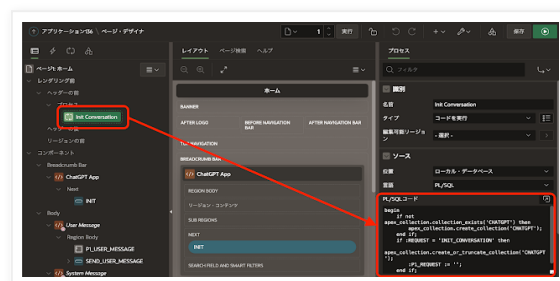 アプリケーション136 \ ページ・デザイナ
1
実行
保存
ページ1: ホーム
レンダリング前
ヘッダーの前
プロセス
Init Conversation
ヘッダーの後
リージョンの前
コンポーネント
Breadcrumb Bar
ChatGPT App
Next
INIT
Body
User Message
Region Body
P1_USER_MESSAGE
SEND_USER_MESSAGE
System Message
レイアウト
ページ検索
ヘルプ
ホーム
BANNER
AFTER LOGO
BEFORE NAVIGATION BAR
AFTER NAVIGATION BAR
TOP NAVIGATION
BREADCRUMB BAR
ChatGPT App
REGION BODY
リージョン・コンテンツ
SUB REGIONS
NEXT
INIT
SEARCH FIELD AND SMART FILTERS
プロセス
フィルタ
識別
名前
Init Conversation
タイプ
コードを実行
編集可能リージョン
- 選択 -
ソース
位置
ローカル・データベース
言語
PL/SQL
PL/SQLコード
begin
if not
apex_collection.collection_exists('CHATGPT') then
apex_collection.create_collection('CHATGPT');
end if;
if :REQUEST = 'INIT_CONVERSATION' then
apex_collection.create_or_truncate_collection('CHATGPT
');
:P1_MESSAGE := '';
end if;